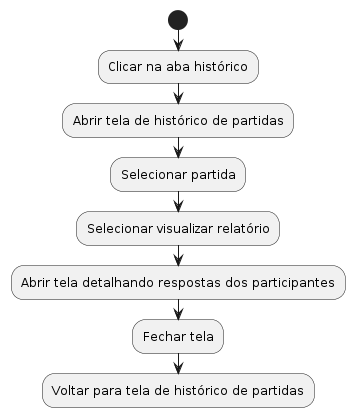 Clicar na aba histórico
Abrir tela de histórico de partidas
Selecionar partida
Selecionar visualizar relatório
Abrir tela detalhando respostas dos participantes
Fechar tela
Voltar para tela de histórico de partidas